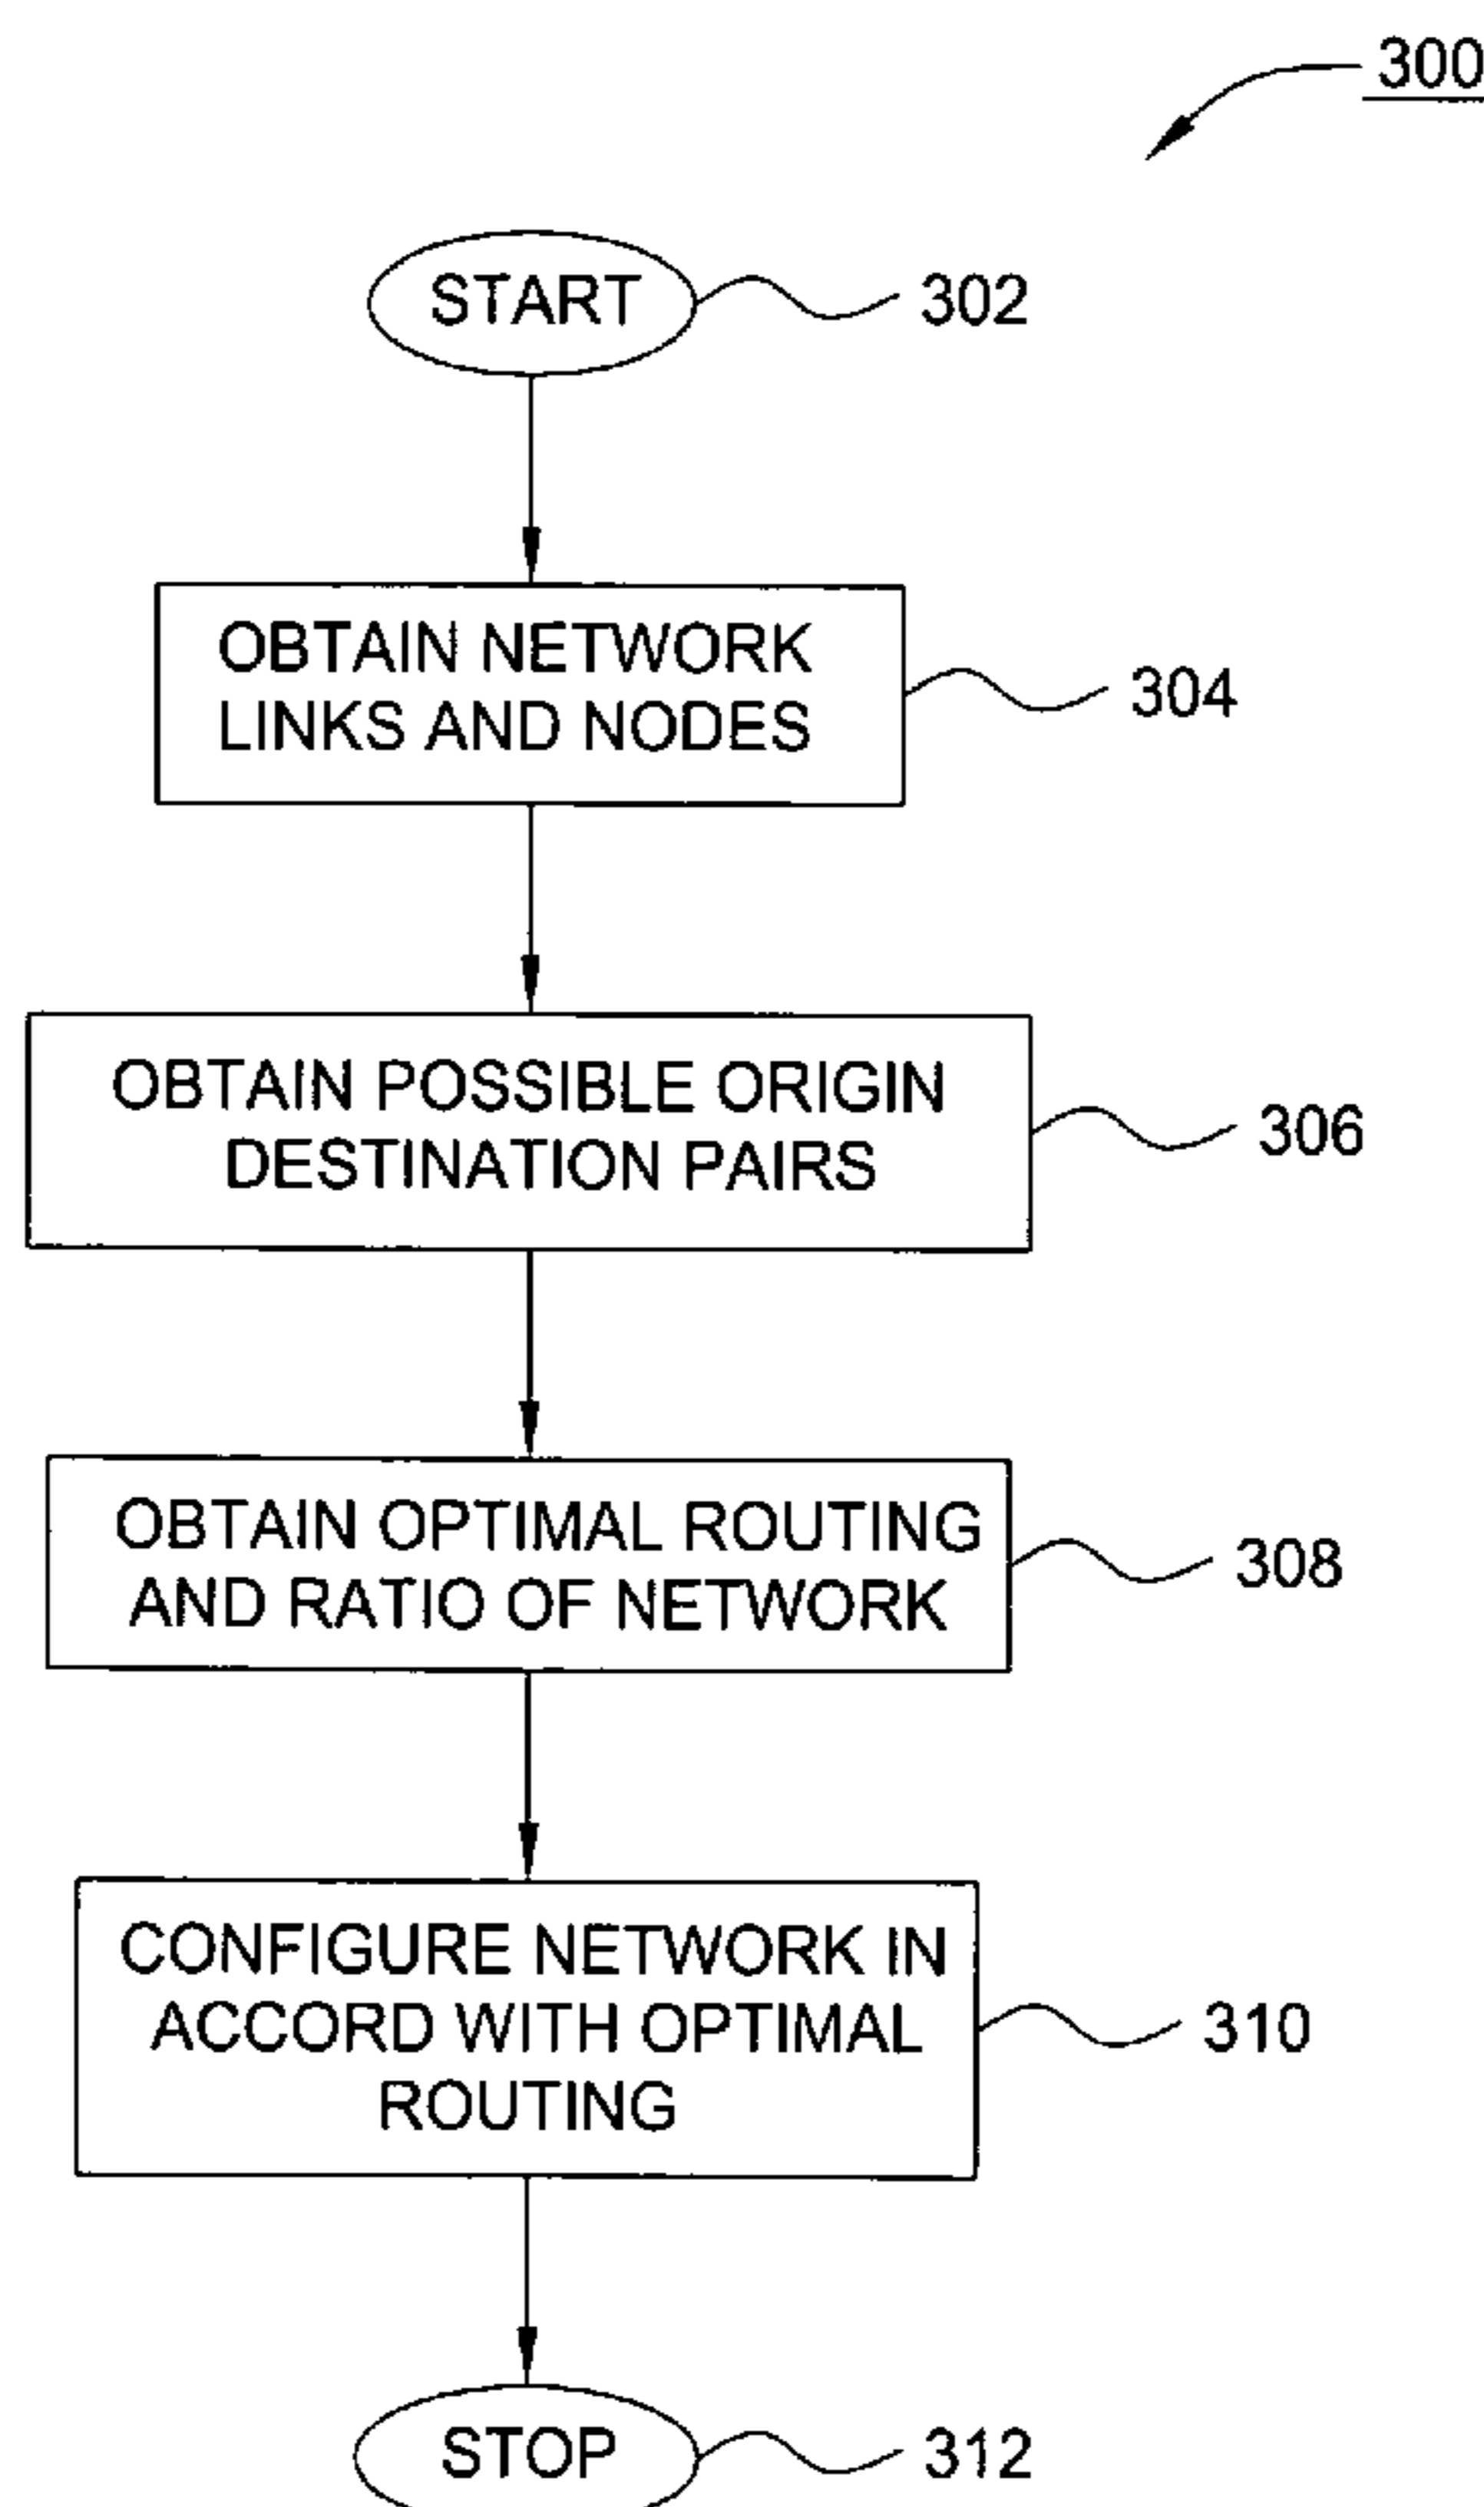 300
START
302
OBTAIN NETWORK
LINKS AND NODES
304
OBTAIN POSSIBLE ORIGIN
DESTINATION PAIRS
306
OBTAIN OPTIMAL ROUTING
AND RATIO OF NETWORK
308
CONFIGURE NETWORK IN
ACCORD WITH OPTIMAL
ROUTING
310
STOP
312